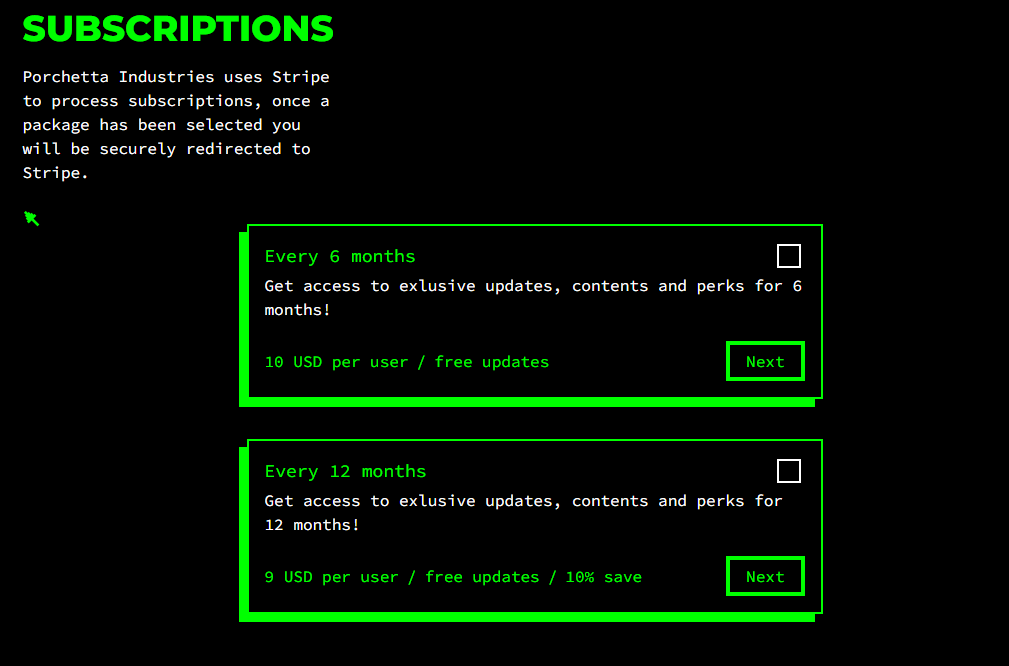 SUBSCRIPTIONS
Porchetta Industries uses Stripe
to process subscriptions, once a
package has been selected you
will be securely redirected to
Stripe.
Every 6 months
Get access to exlusive updates, contents and perks for 6
months!
10 USD per user / free updates
Next
Every 12 months
Get access to exlusive updates, contents and perks for
12 months!
9 USD per user / free updates / 10% save
Next